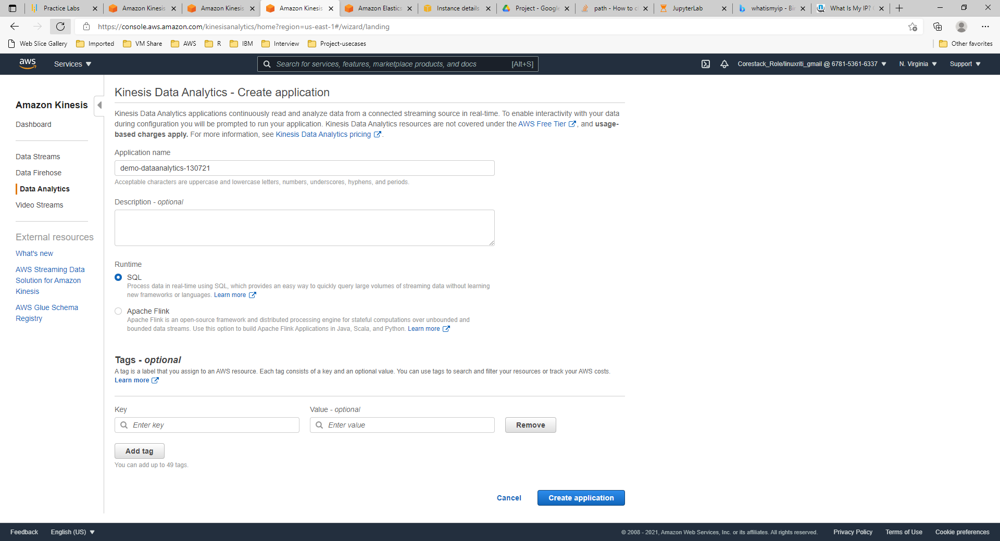 Practice Labs
Amazon Kinesis
Amazon Kinesis
Amazon Kinesis
Amazon Elastics
Instance details
Project - Google
path - How to c
JupyterLab
whatismyip - Bi
What Is My IP?
https://console.aws.amazon.com/kinesisanalytics/home?region=us-east-1#/wizard/landing
Web Slice Gallery
Imported
VM Share
AWS
R
IBM
Interview
Project-usecases
Other favorites
aws
Services
Search for services, features, marketplace products, and docs
[Alt+S]
Corestack_Role/linuxriti_gmail @ 6781-5361-6337
N. Virginia
Support
Amazon Kinesis
Dashboard
Data Streams
Data Firehose
Data Analytics
Video Streams
External resources
What's new
AWS Streaming Data
Solution for Amazon
Kinesis
AWS Glue Schema
Registry
Kinesis Data Analytics - Create application
Kinesis Data Analytics applications continuously read and analyze data from a connected streaming source in real-time. To enable interactivity with your data
during configuration you will be prompted to run your application. Kinesis Data Analytics resources are not covered under the AWS Free Tier , and usage-
based charges apply. For more information, see Kinesis Data Analytics pricing .
Application name
demo-dataanalytics-130721
Acceptable characters are uppercase and lowercase letters, numbers, underscores, hyphens, and periods.
Description - optional
Runtime
SQL
Process data in real-time using SQL, which provides an easy way to quickly query large volumes of streaming data without learning
new frameworks or languages. Learn more
Apache Flink
Apache Flink is an open-source framework and distributed processing engine for stateful computations over unbounded and
bounded data streams. Use this option to build Apache Flink Applications in Java, Scala, and Python. Learn more
Tags - optional
A tag is a label that you assign to an AWS resource. Each tag consists of a key and an optional value. You can use tags to search and filter your resources or track your AWS costs.
Learn more
Key
Value - optional
Enter key
Enter value
Remove
Add tag
You can add up to 49 tags.
Cancel
Create application
Feedback
English (US)
© 2008 - 2021, Amazon Web Services, Inc. or its affiliates. All rights reserved.
Privacy Policy
Terms of Use
Cookie preferences